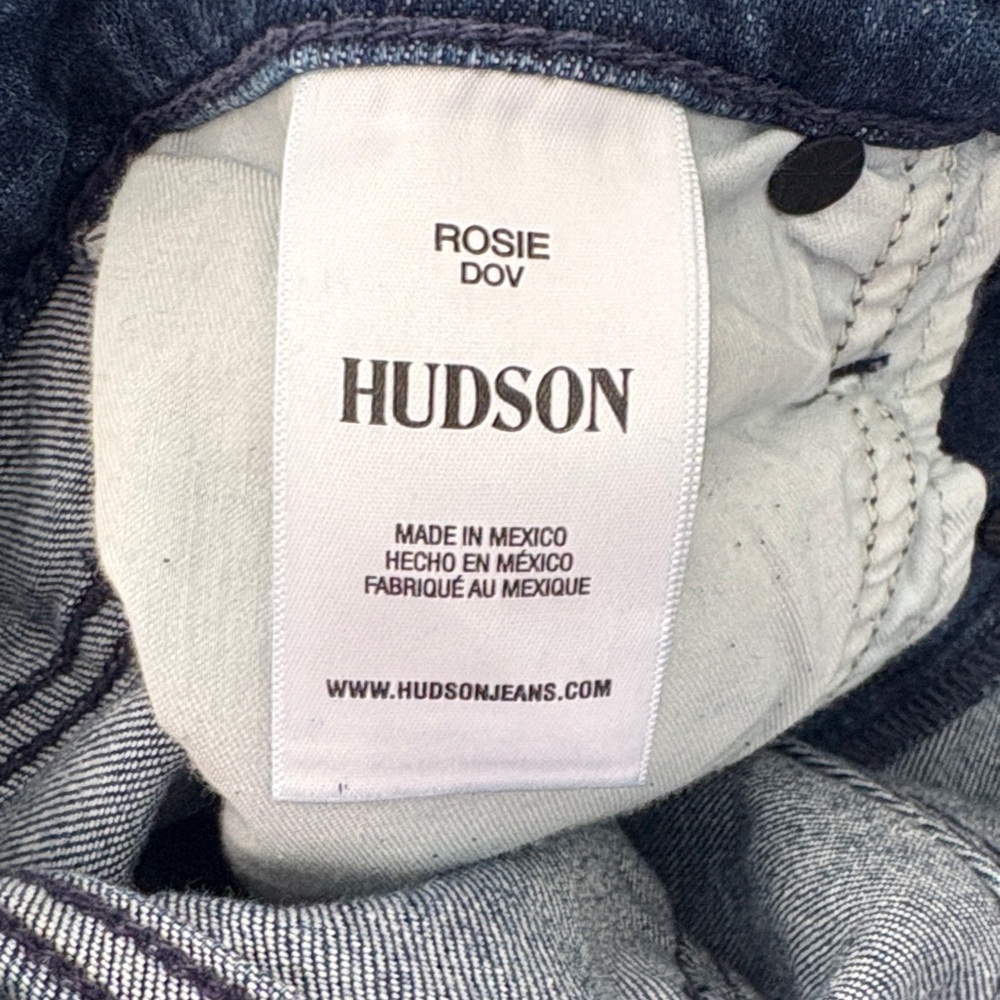 ROSIE
DOV
HUDSON
MADE IN MEXICO
HECHO EN MÉXICO
FABRIQUÉ AU MEXIQUE
WWW.HUDSONJEANS.COM